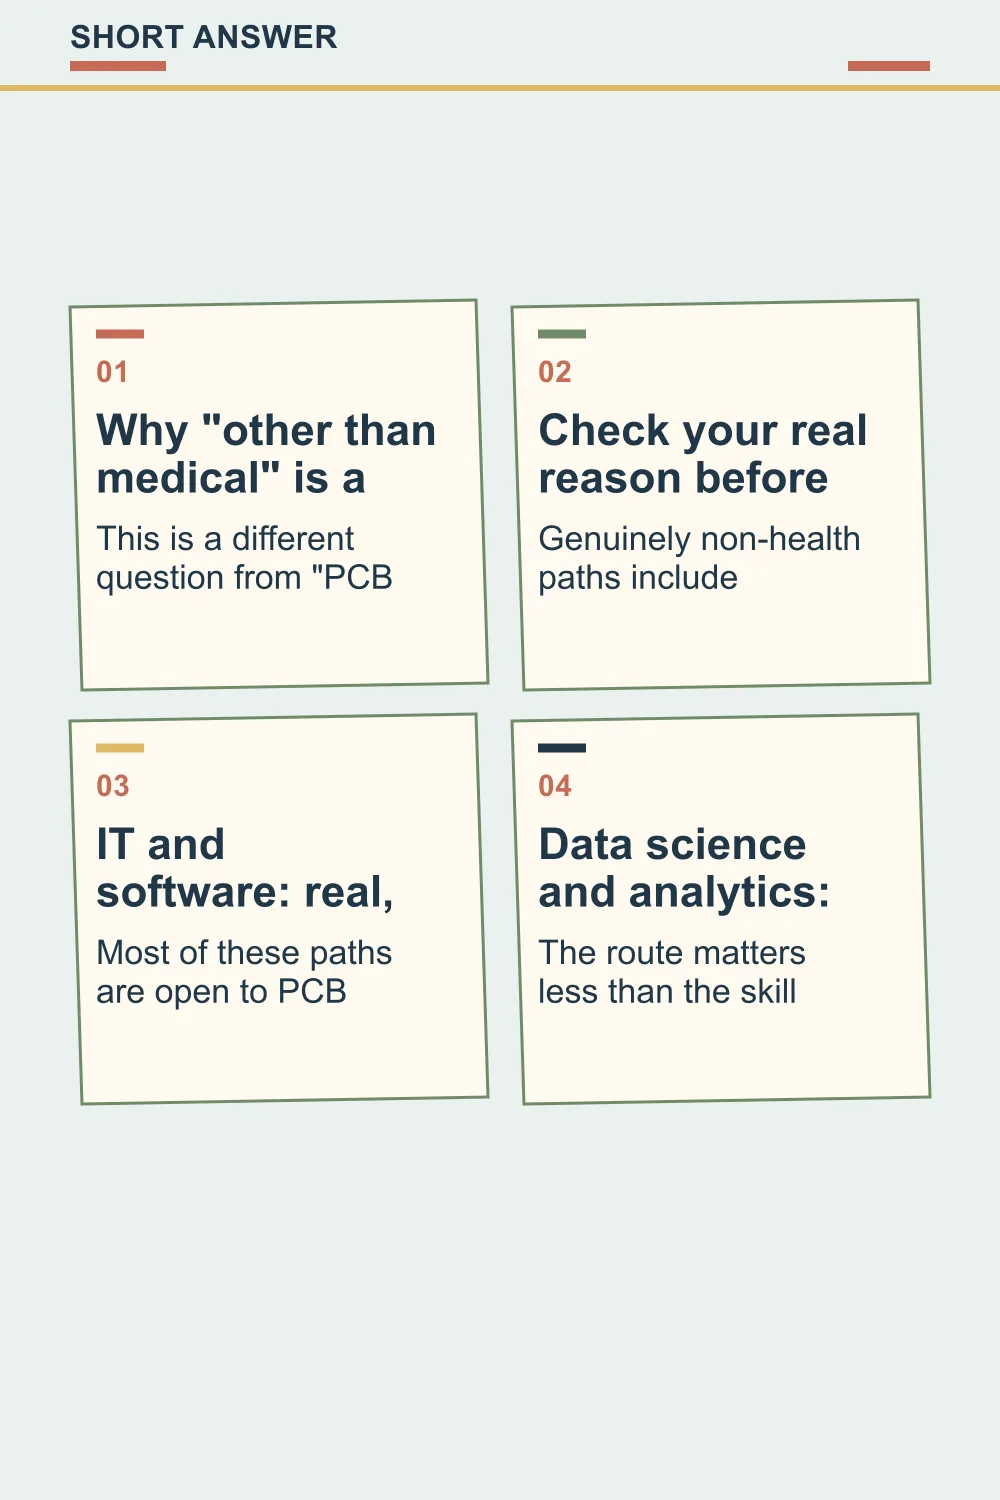 SHORT ANSWER
01
Why "other than
medical" is a
This is a different
question from "PCB
02
Check your real
reason before
Genuinely non-health
paths include
03
IT and
software: real,
Most of these paths
are open to PCB
04
Data science
and analytics:
The route matters
less than the skill